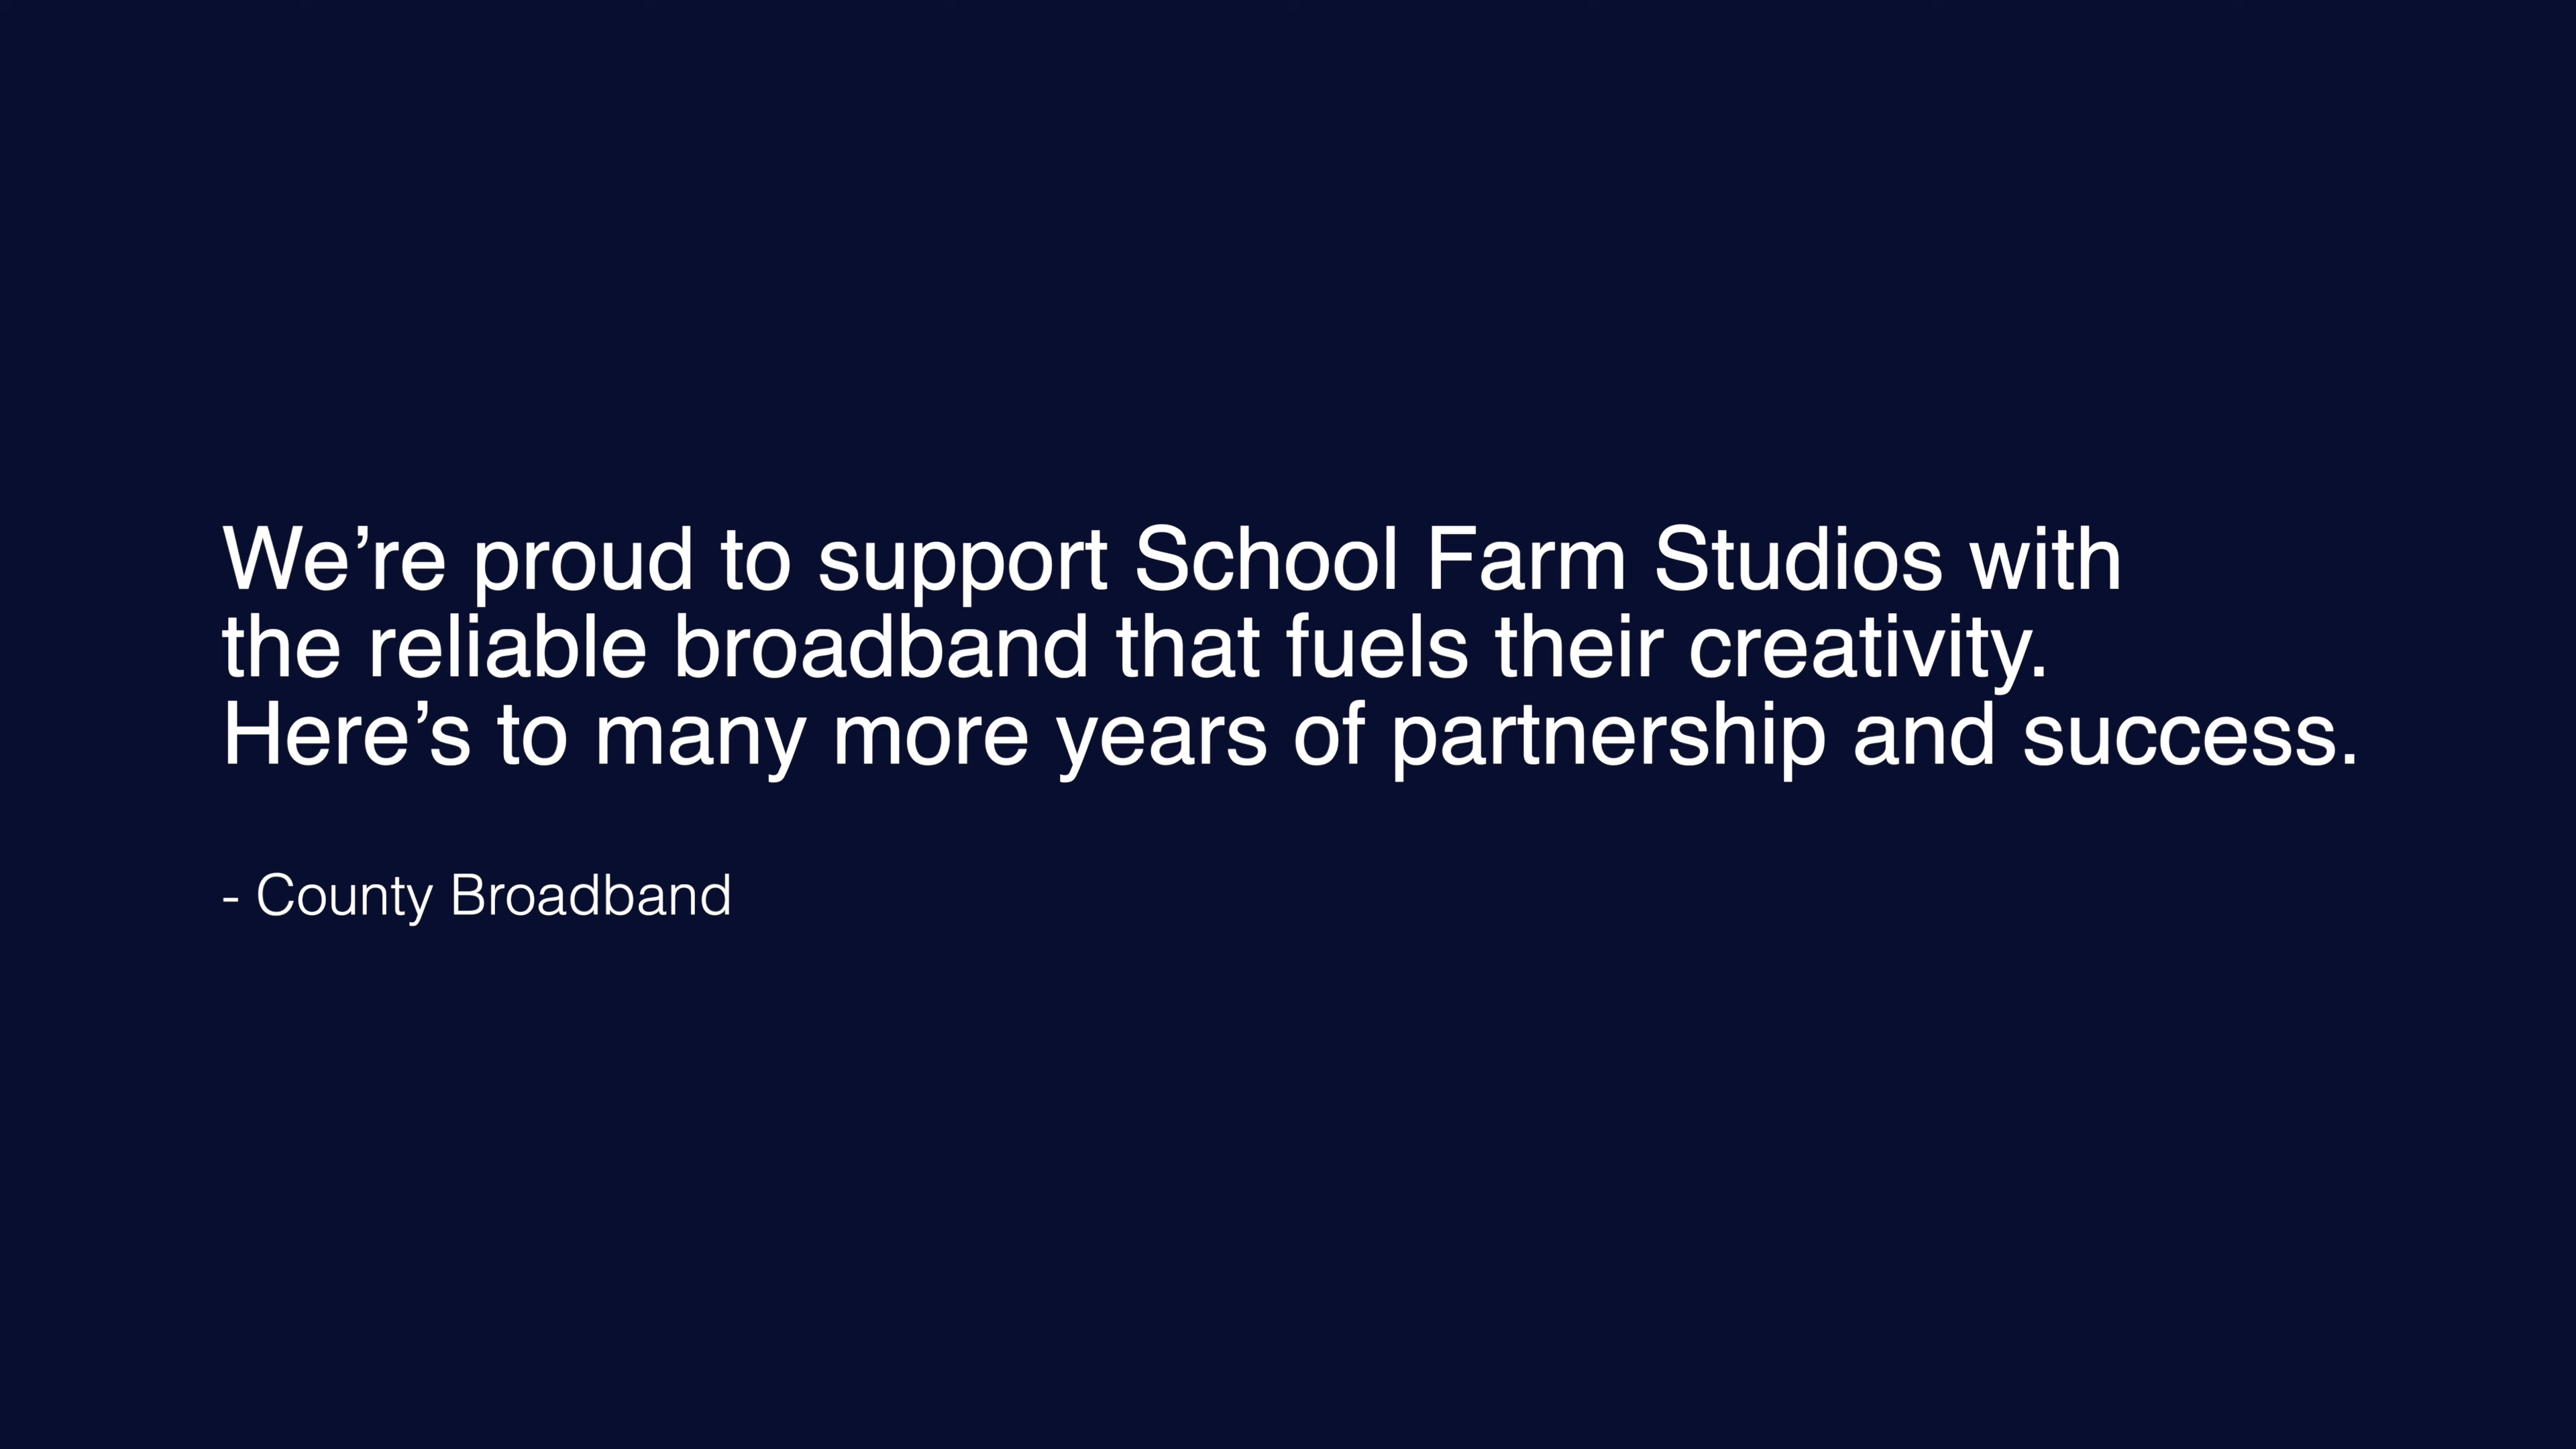 We’re proud to support School Farm Studios with
the reliable broadband that fuels their creativity.
Here’s to many more years of partnership and success.
- County Broadband